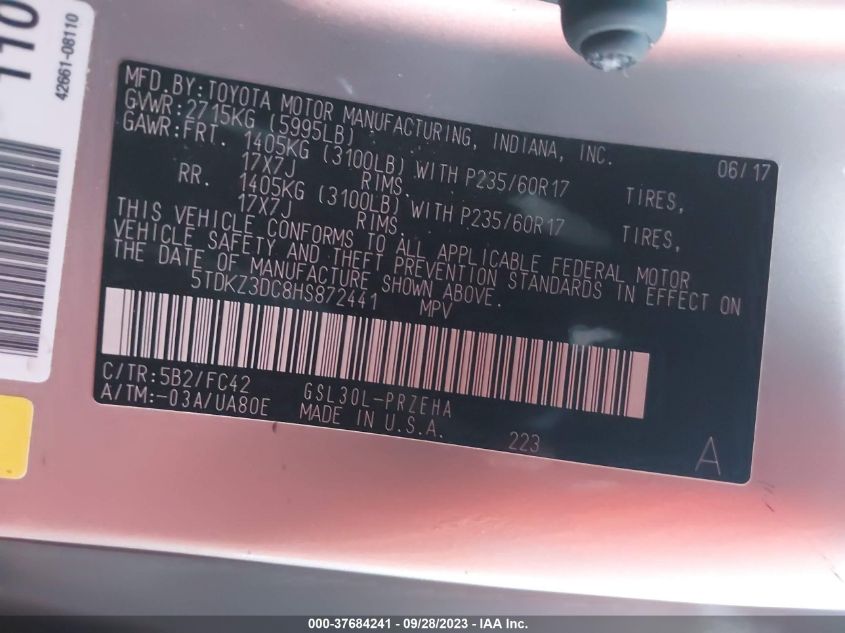 110
42661-08110
MFD.BY:TOYOTA MOTOR MANUFACTURING, INDIANA, INC. 06/17
GVWR:2715KG (5995LB)
GAWR:FRT. 1405KG (3100LB) WITH P235/60R17 TIRES,
17X7J RIMS.
RR. 1405KG (3100LB) WITH P235/60R17 TIRES,
17X7J RIMS.
THIS VEHICLE CONFORMS TO ALL APPLICABLE FEDERAL MOTOR
VEHICLE SAFETY AND THEFT PREVENTION STANDARDS IN EFFECT ON
THE DATE OF MANUFACTURE SHOWN ABOVE.
5TDKZ3DC8HS872441 MPV
C/TR:5B2/FC42 GSL30L-PRZEHA
A/TM:-03A/UA80E MADE IN U.S.A. 223 A
000-37684241 - 09/28/2023 - IAA Inc.